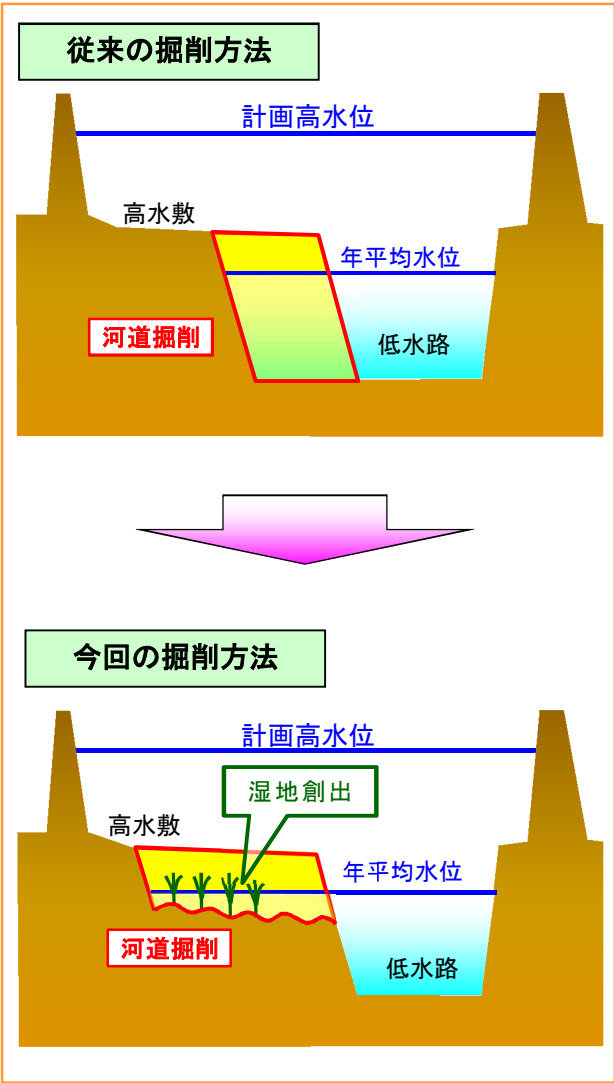 従来の掘削方法
計画高水位
高水敷
年平均水位
河道掘削
低水路
今回の掘削方法
計画高水位
湿地創出
高水敷
年平均水位
河道掘削
低水路